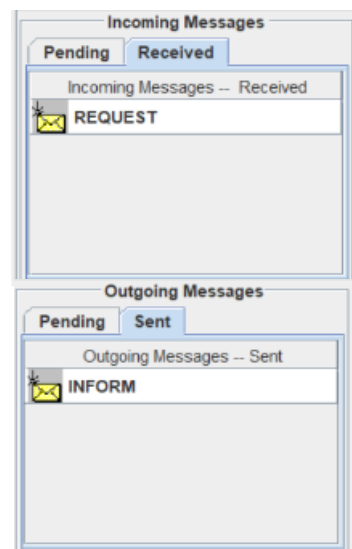 Incoming Messages
Pending Received
Incoming Messages -- Received
REQUEST
Outgoing Messages
Pending Sent
Outgoing Messages -- Sent
INFORM